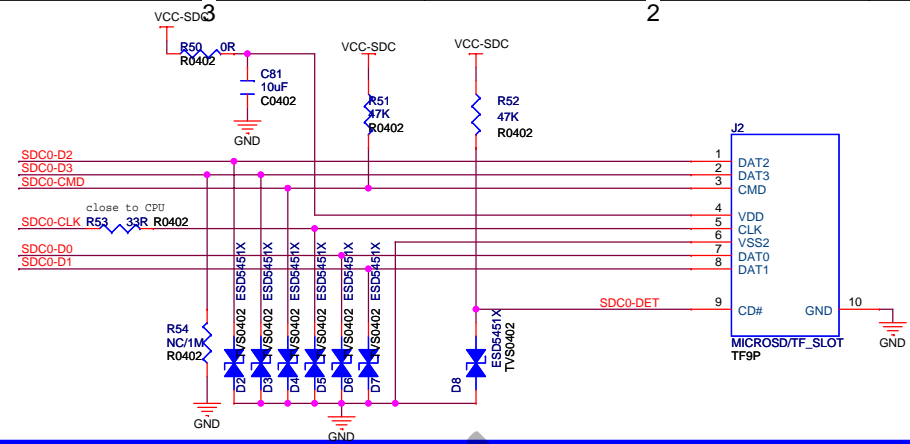 3
2
VCC-SDC
R50 0R
R0402
C81
10uF
C0402
GND
VCC-SDC
R51
47K
R0402
VCC-SDC
R52
47K
R0402
J2
SDC0-D2
SDC0-D3
SDC0-CMD
close to CPU
SDC0-CLK R53 33R R0402
SDC0-D0
SDC0-D1
1 DAT2
2 DAT3
3 CMD
4 VDD
5 CLK
6 VSS2
7 DAT0
8 DAT1
SDC0-DET 9 CD# GND 10
GND
MICROSD/TF_SLOT
TF9P
R54
NC/1M
R0402
GND
D2 TVS0402 ESD5451X
D3 TVS0402 ESD5451X
D4 TVS0402 ESD5451X
D5 TVS0402 ESD5451X
D6 TVS0402 ESD5451X
D7 TVS0402 ESD5451X
D8 ESD5451X
TVS0402
GND